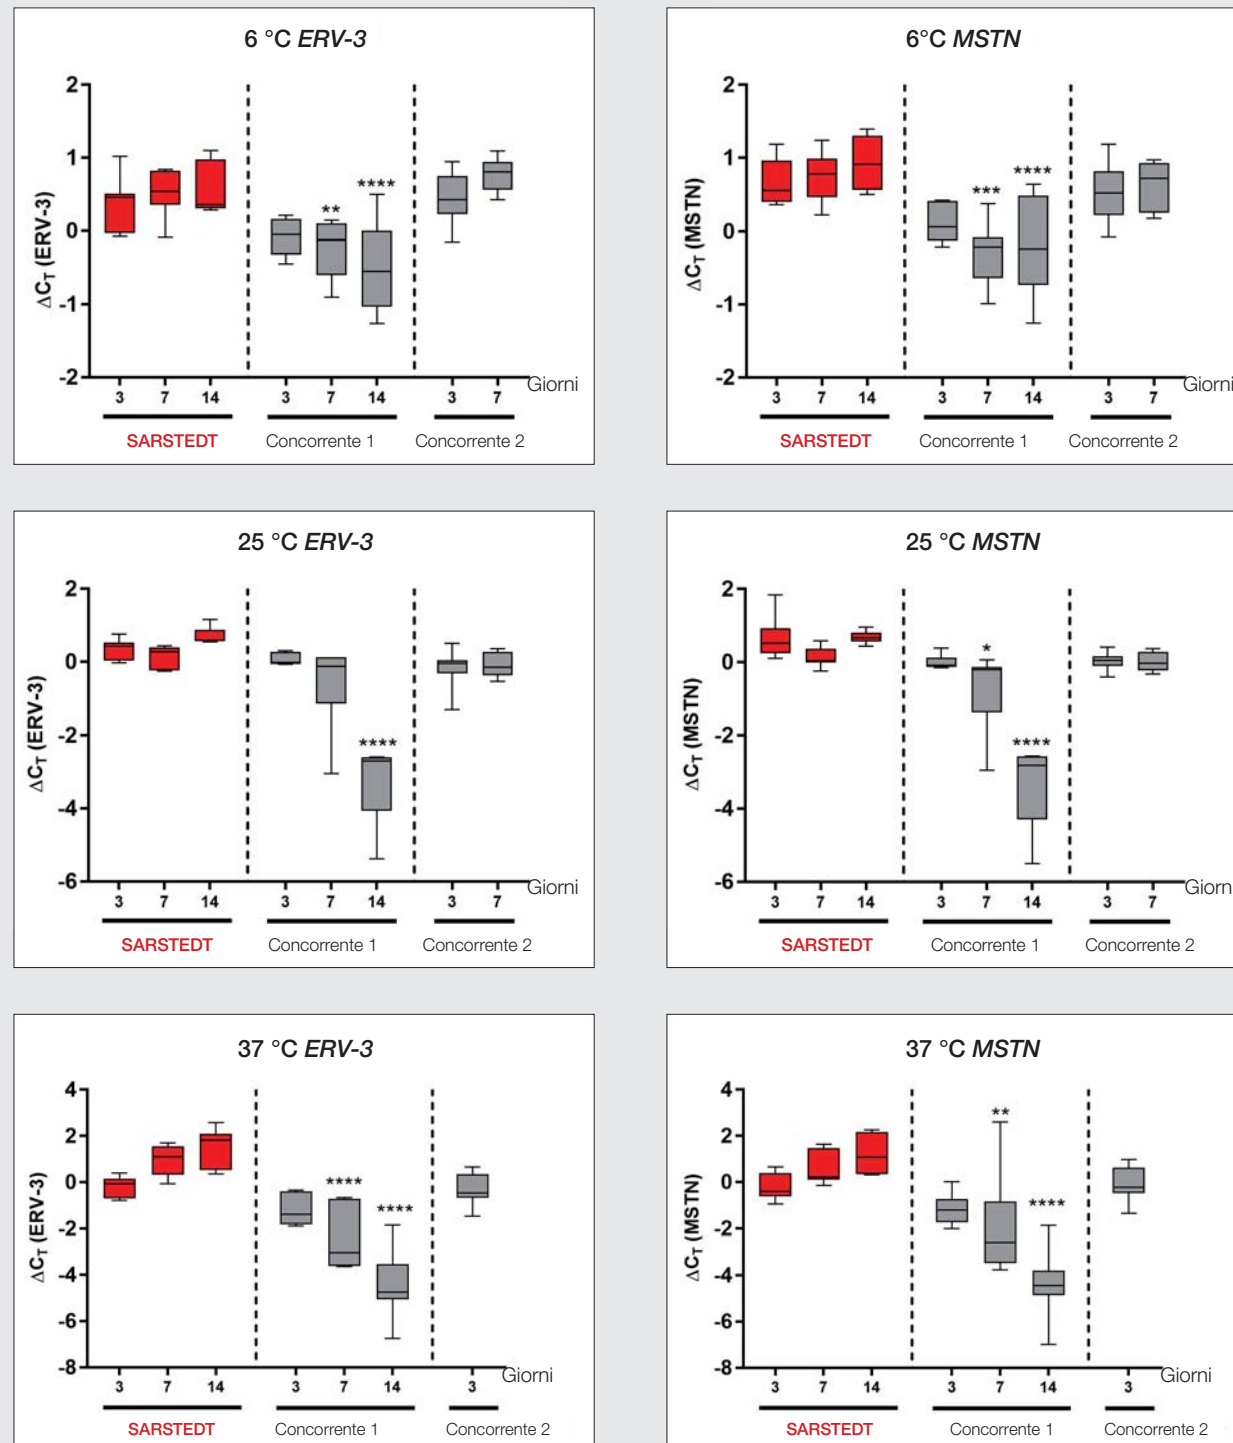 6 °C ERV-3
2
1
0
-1
-2
ΔCT (ERV-3)
** ****
3 7 14 3 7 14 3 7 Giorni
SARSTEDT Concorrente 1 Concorrente 2
6°C MSTN
2
1
0
-1
-2
ΔCT (MSTN)
*** ****
3 7 14 3 7 14 3 7 Giorni
SARSTEDT Concorrente 1 Concorrente 2
25 °C ERV-3
2
0
-2
-4
-6
ΔCT (ERV-3)
****
3 7 14 3 7 14 3 7 Giorni
SARSTEDT Concorrente 1 Concorrente 2
25 °C MSTN
2
0
-2
-4
-6
ΔCT (MSTN)
* ****
3 7 14 3 7 14 3 7 Giorni
SARSTEDT Concorrente 1 Concorrente 2
37 °C ERV-3
4
2
0
-2
-4
-6
-8
ΔCT (ERV-3)
**** ****
3 7 14 3 7 14 3 Giorni
SARSTEDT Concorrente 1 Concorrente 2
37 °C MSTN
4
2
0
-2
-4
-6
-8
ΔCT (MSTN)
** ****
3 7 14 3 7 14 3 Giorni
SARSTEDT Concorrente 1 Concorrente 2